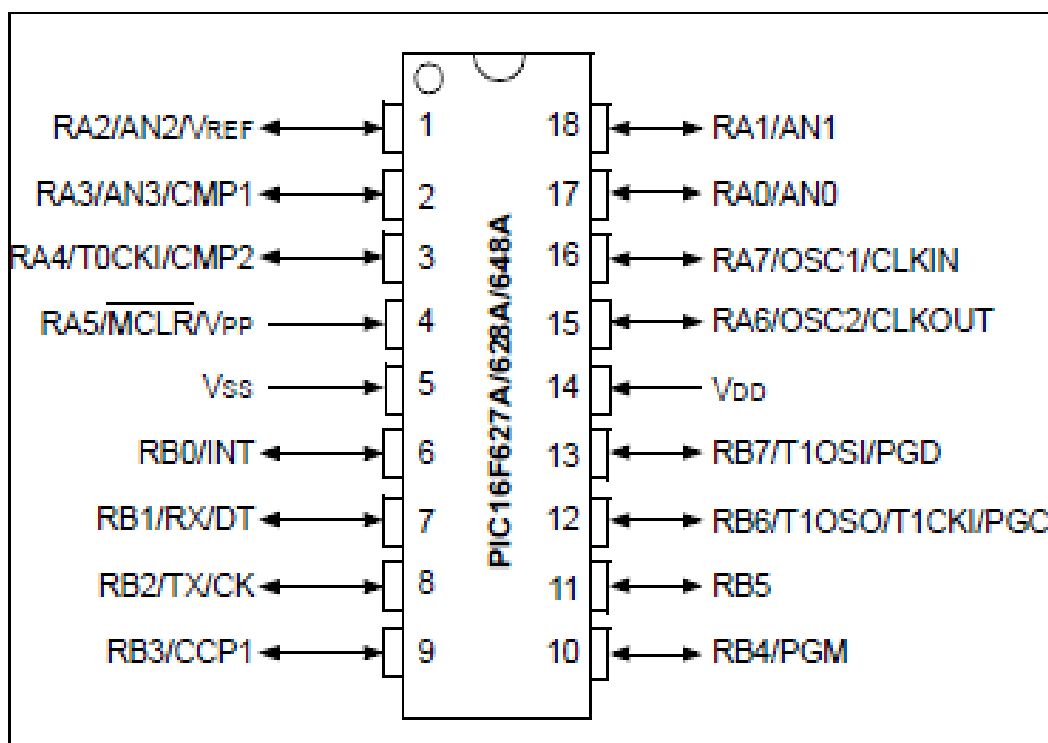 RA2/AN2/VREF
1
18
RA1/AN1
RA3/AN3/CMP1
2
17
RA0/AN0
RA4/T0CKI/CMP2
3
16
RA7/OSC1/CLKIN
RA5/MCLR/VPP
4
15
RA6/OSC2/CLKOUT
VSS
5
14
VDD
RB0/INT
6
13
RB7/T1OSI/PGD
RB1/RX/DT
7
12
RB6/T1OSO/T1CKI/PGC
RB2/TX/CK
8
11
RB5
RB3/CCP1
9
10
RB4/PGM
PIC16F627A/628A/648A